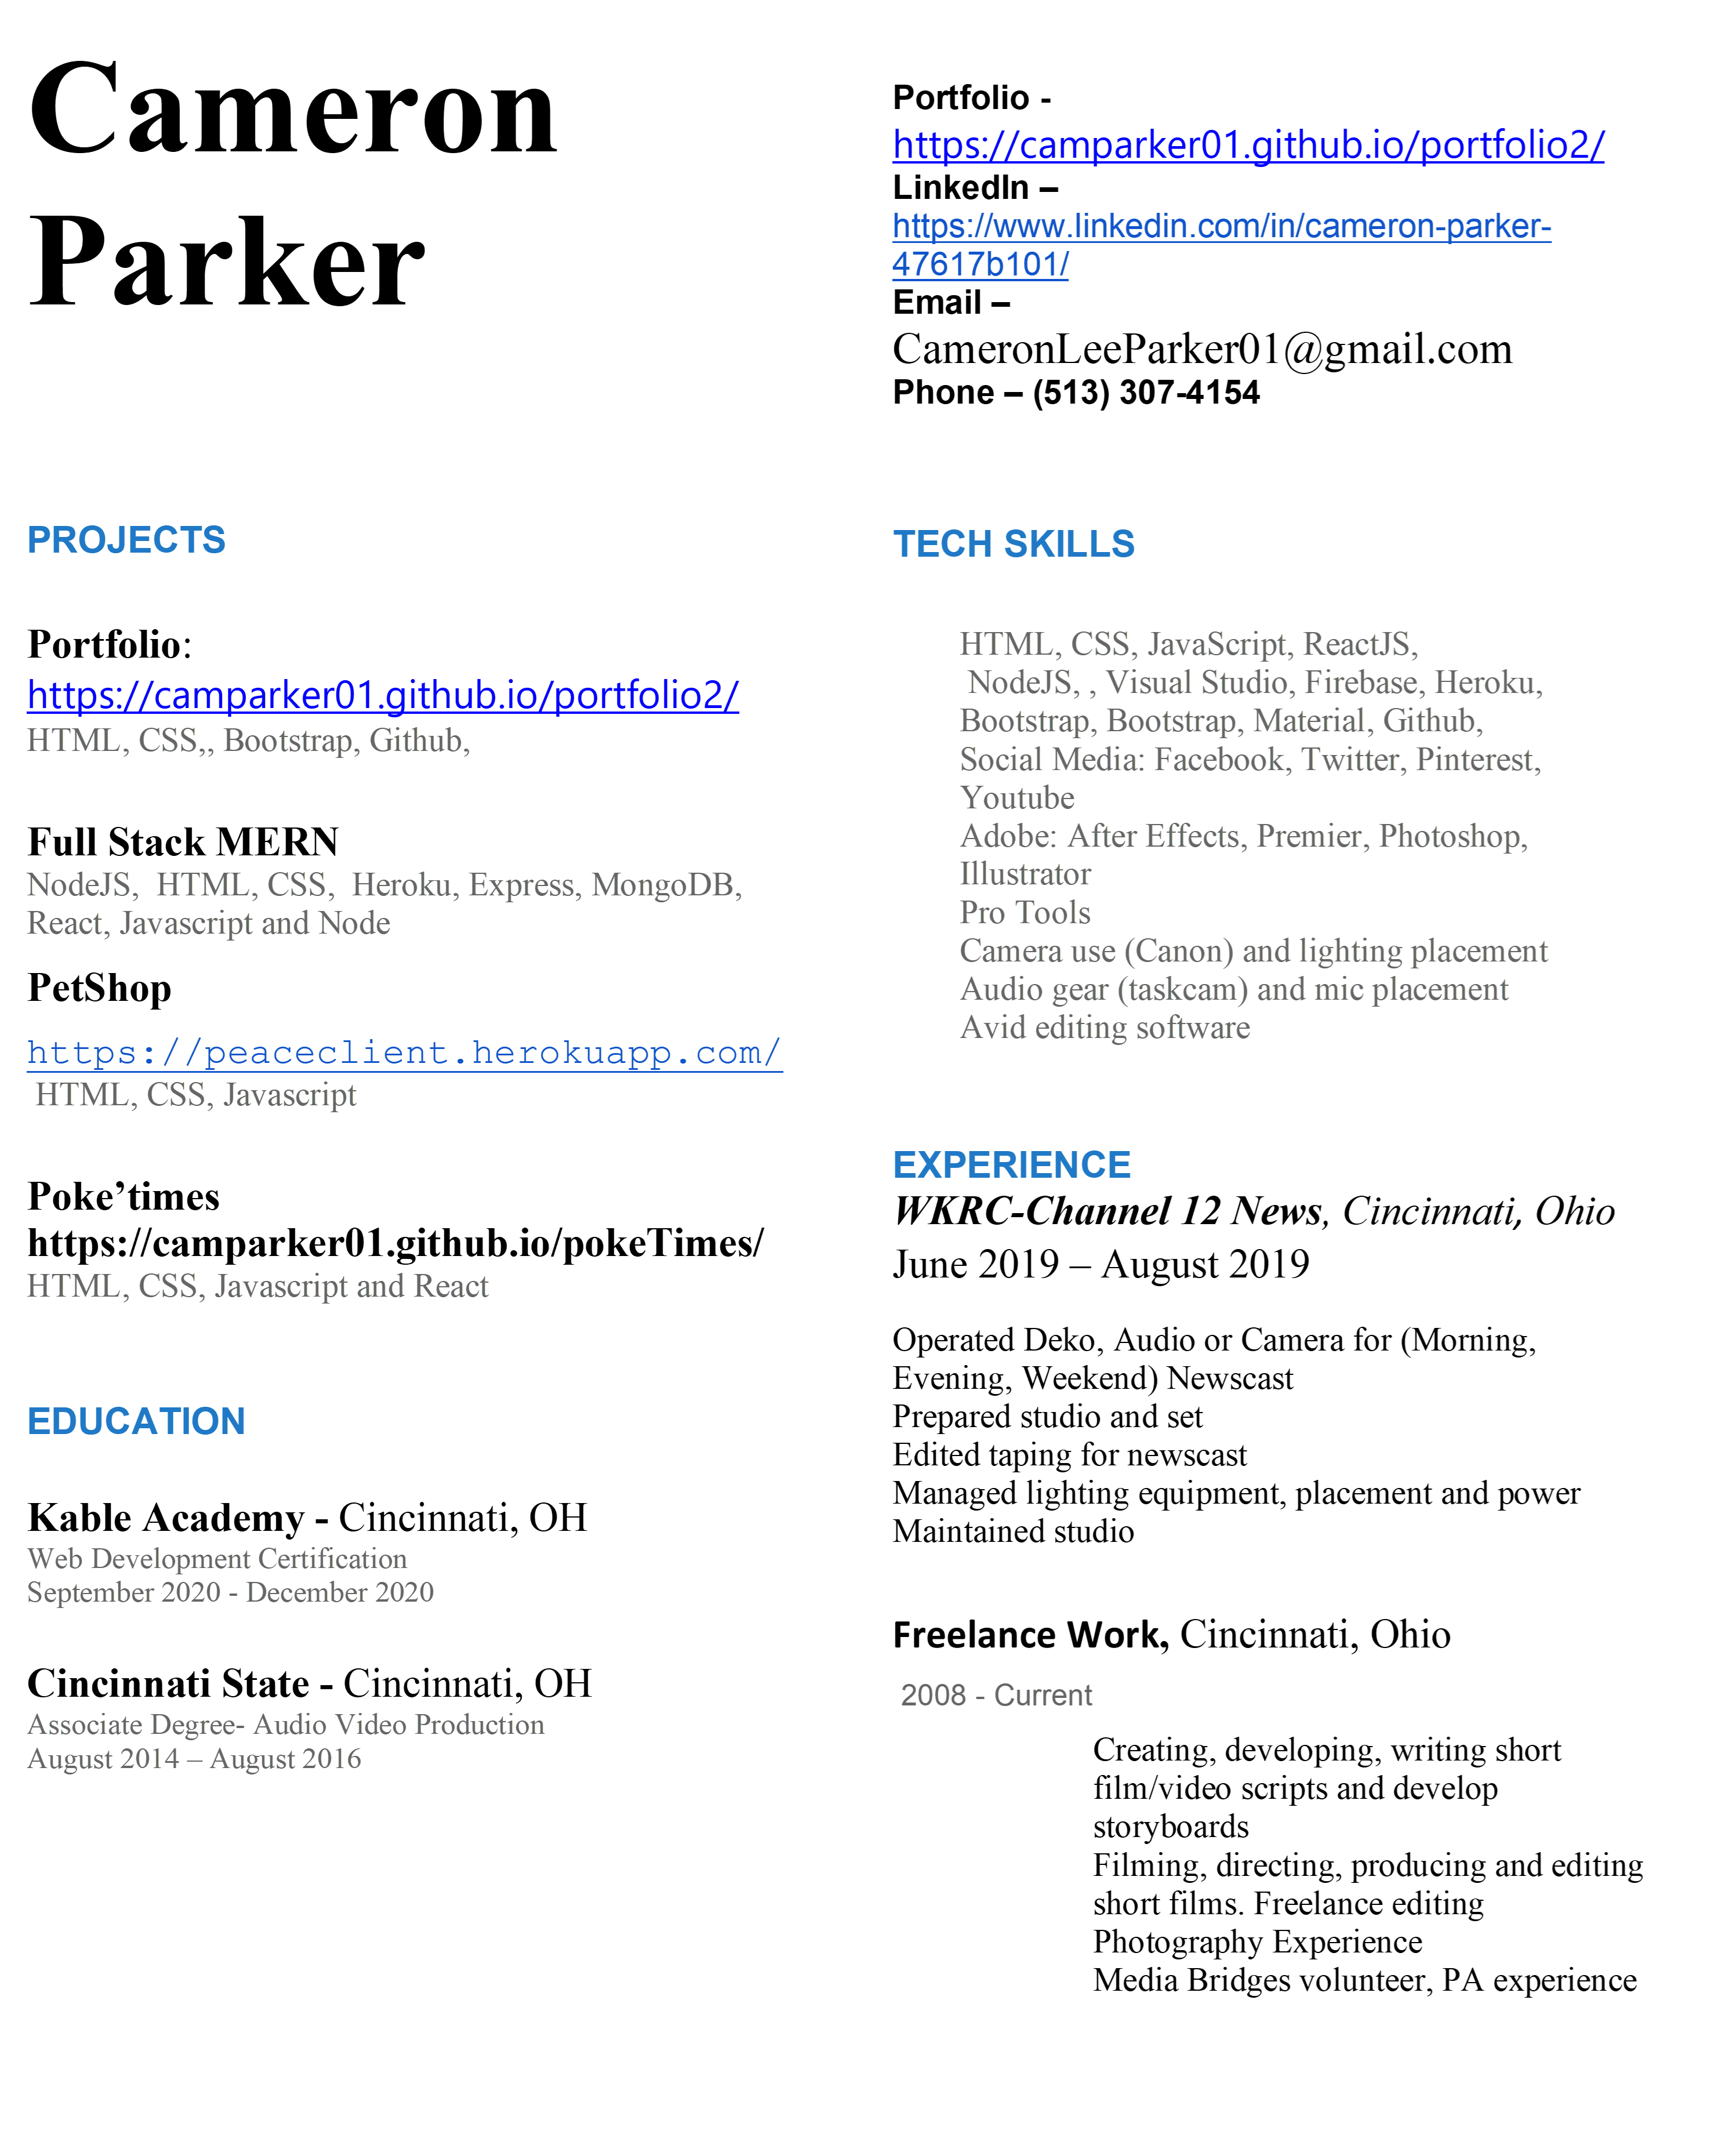 Cameron
Parker
Portfolio -
https://camparker01.github.io/portfolio2/
LinkedIn –
https://www.linkedin.com/in/cameron-parker-
47617b101/
Email –
CameronLeeParker01@gmail.com
Phone – (513) 307-4154
PROJECTS
Portfolio:
https://camparker01.github.io/portfolio2/
HTML, CSS,, Bootstrap, Github,
Full Stack MERN
NodeJS,  HTML, CSS,  Heroku, Express, MongoDB,
React, Javascript and Node
PetShop
https://peaceclient.herokuapp.com/
HTML, CSS, Javascript
Poke’times
https://camparker01.github.io/pokeTimes/
HTML, CSS, Javascript and React
EDUCATION
Kable Academy - Cincinnati, OH
Web Development Certification
September 2020 - December 2020
Cincinnati State - Cincinnati, OH
Associate Degree- Audio Video Production
August 2014 – August 2016
TECH SKILLS
HTML, CSS, JavaScript, ReactJS,
NodeJS, , Visual Studio, Firebase, Heroku,
Bootstrap, Bootstrap, Material, Github,
Social Media: Facebook, Twitter, Pinterest,
Youtube
Adobe: After Effects, Premier, Photoshop,
Illustrator
Pro Tools
Camera use (Canon) and lighting placement
Audio gear (taskcam) and mic placement
Avid editing software
EXPERIENCE
WKRC-Channel 12 News, Cincinnati, Ohio
June 2019 – August 2019
Operated Deko, Audio or Camera for (Morning,
Evening, Weekend) Newscast
Prepared studio and set
Edited taping for newscast
Managed lighting equipment, placement and power
Maintained studio
Freelance Work, Cincinnati, Ohio
2008 - Current
Creating, developing, writing short
film/video scripts and develop
storyboards
Filming, directing, producing and editing
short films. Freelance editing
Photography Experience
Media Bridges volunteer, PA experience